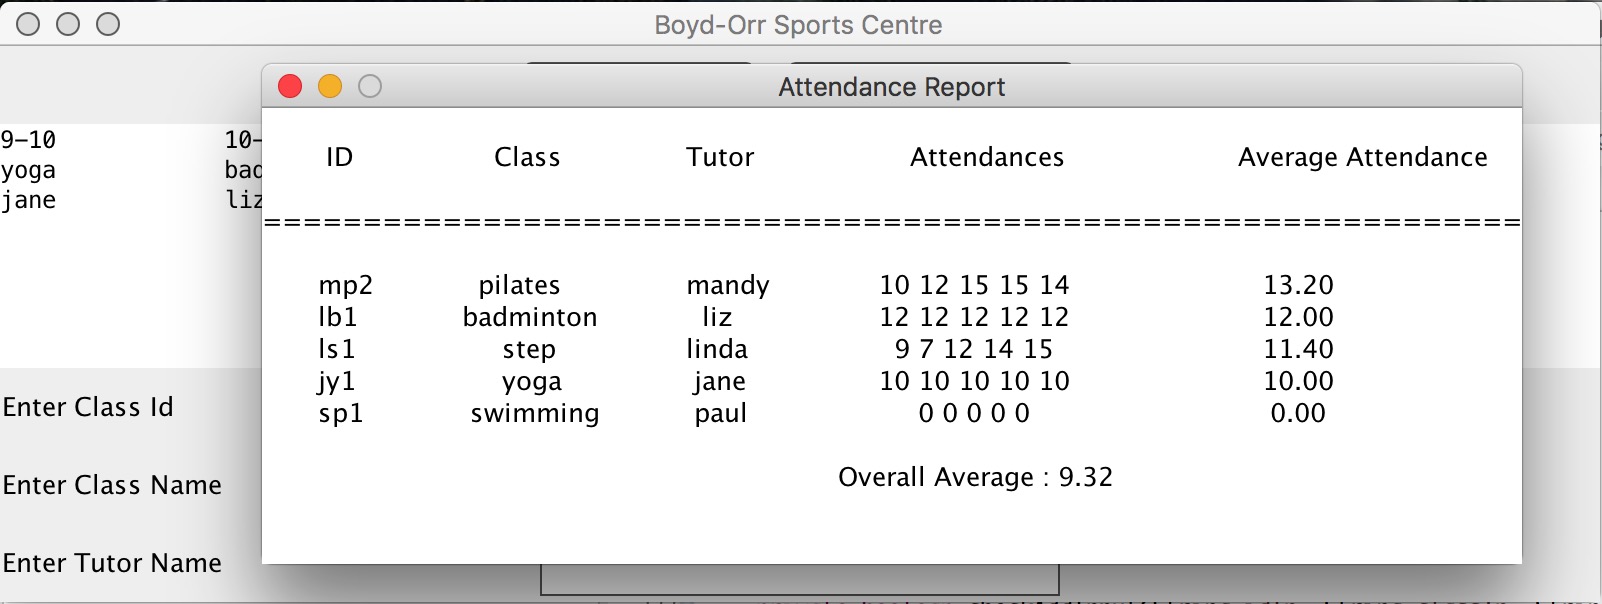 Boyd-Orr Sports Centre
Attendance Report
9-10
yoga
jane
ID Class Tutor Attendances Average Attendance
===============================================================================
mp2 pilates mandy 10 12 15 15 14 13.20
lb1 badminton liz 12 12 12 12 12 12.00
ls1 step linda 9 7 12 14 15 11.40
jy1 yoga jane 10 10 10 10 10 10.00
sp1 swimming paul 0 0 0 0 0 0.00
Overall Average : 9.32
Enter Class Id
Enter Class Name
Enter Tutor Name